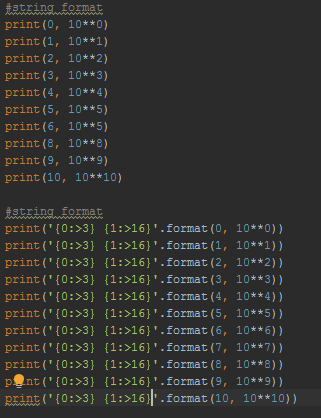 #string format
print(0, 10**0)
print(1, 10**1)
print(2, 10**2)
print(3, 10**3)
print(4, 10**4)
print(5, 10**5)
print(6, 10**5)
print(8, 10**8)
print(9, 10**9)
print(10, 10**10)
#string format
print('{0:>3} {1:>16}'.format(0, 10**0))
print('{0:>3} {1:>16}'.format(1, 10**1))
print('{0:>3} {1:>16}'.format(2, 10**2))
print('{0:>3} {1:>16}'.format(3, 10**3))
print('{0:>3} {1:>16}'.format(4, 10**4))
print('{0:>3} {1:>16}'.format(5, 10**5))
print('{0:>3} {1:>16}'.format(6, 10**6))
print('{0:>3} {1:>16}'.format(7, 10**7))
print('{0:>3} {1:>16}'.format(8, 10**8))
print('{0:>3} {1:>16}'.format(9, 10**9))
print('{0:>3} {1:>16}'.format(10, 10**10))